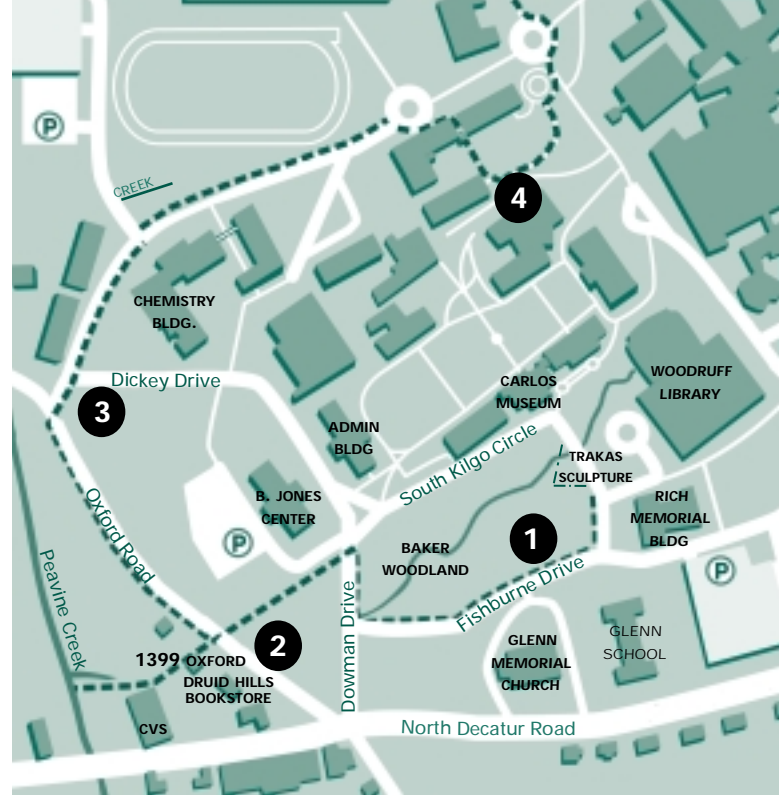 P
CREEK
4
CHEMISTRY
BLDG.
Dickey Drive
3
CARLOS
MUSEUM
WOODRUFF
LIBRARY
ADMIN
BLDG
South Kilgo Circle
TRAKAS
SCULPTURE
Oxford Road
B. JONES
CENTER
P
RICH
MEMORIAL
BLDG
1
BAKER
WOODLAND
Peavine Creek
Fishburne Drive
P
Dowman Drive
2
GLENN
MEMORIAL
CHURCH
GLENN
SCHOOL
1399 OXFORD
DRUID HILLS
BOOKSTORE
CVS
North Decatur Road